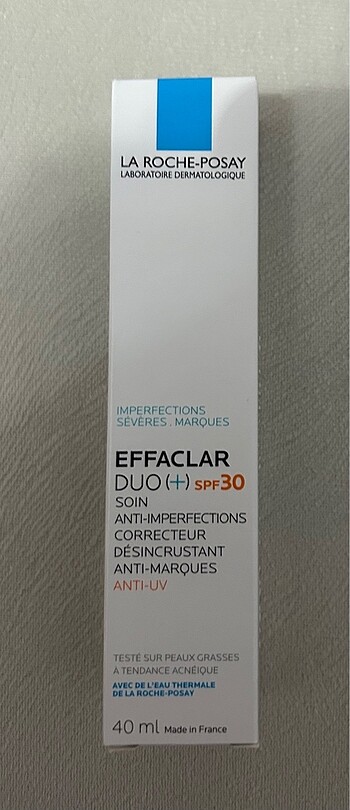 LA ROCHE-POSAY
LABORATOIRE DERMATOLOGIQUE
IMPERFECTIONS
SÉVÈRES . MARQUES
EFFACLAR
DUO (+) SPF30
SOIN
ANTI-IMPERFECTIONS
CORRECTEUR
DÉSINCRUSTANT
ANTI-MARQUES
ANTI-UV
TESTÉ SUR PEAUX GRASSES
À TENDANCE ACNÉIQUE
AVEC DE L'EAU THERMALE
DE LA ROCHE-POSAY
40 ml Made in France